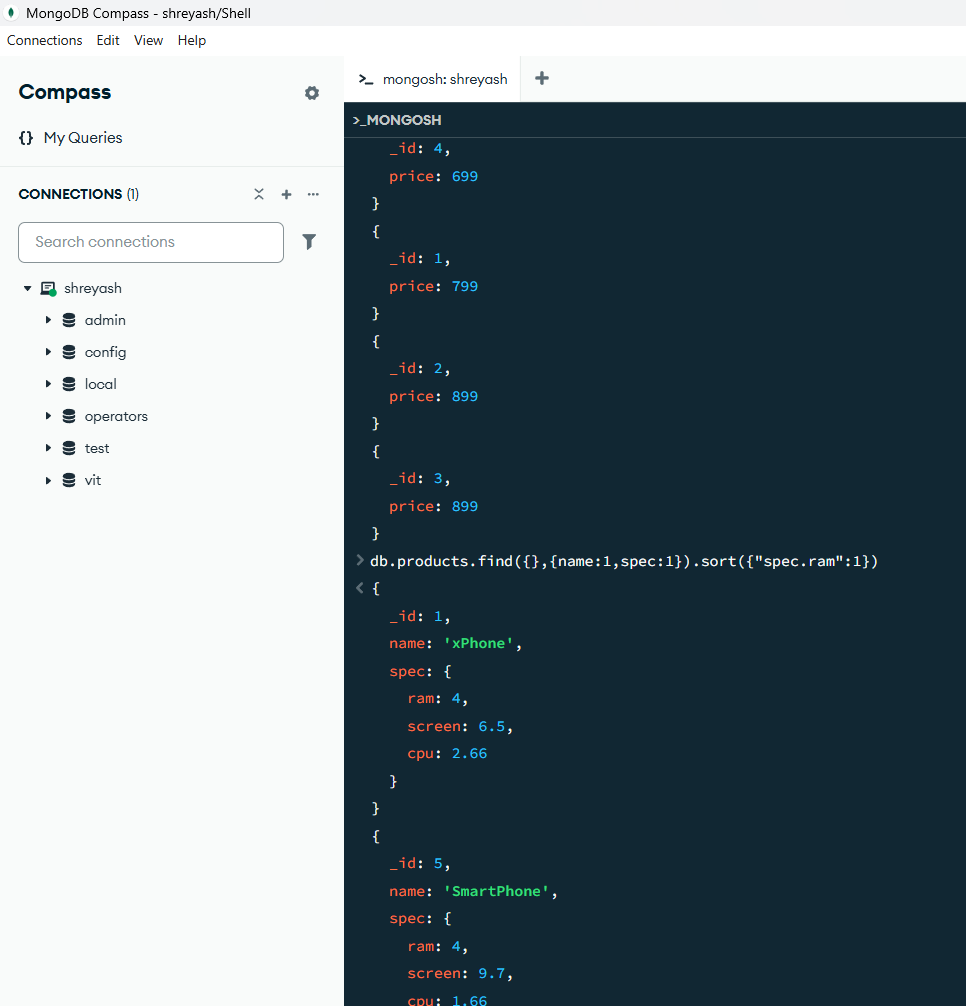 MongoDB Compass - shreyash/Shell
Connections Edit View Help
Compass
{} My Queries
CONNECTIONS (1)
Search connections
shreyash
admin
config
local
operators
test
vit
>_ mongosh: shreyash +
>_MONGOSH
_id: 4,
price: 699
}
{
_id: 1,
price: 799
}
{
_id: 2,
price: 899
}
{
_id: 3,
price: 899
}
> db.products.find({},{name:1,spec:1}).sort({"spec.ram":1})
< {
_id: 1,
name: 'xPhone',
spec: {
ram: 4,
screen: 6.5,
cpu: 2.66
}
}
{
_id: 5,
name: 'SmartPhone',
spec: {
ram: 4,
screen: 9.7,
cpu: 1.66